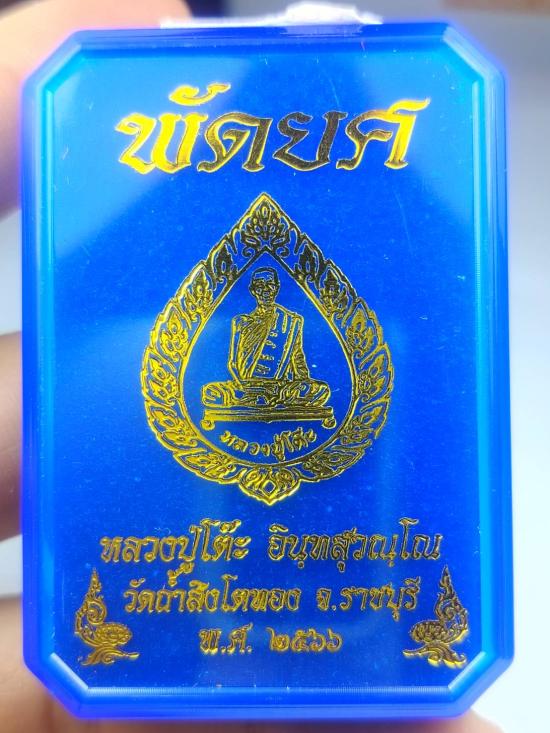 พัดยศ
หลวงปู่โต๊ะ
หลวงปู่โต๊ะ อินฺทสุวณฺโณ
วัดถ้ำสิงโตทอง จ.ราชบุรี
พ.ศ. ๒๕๖๖